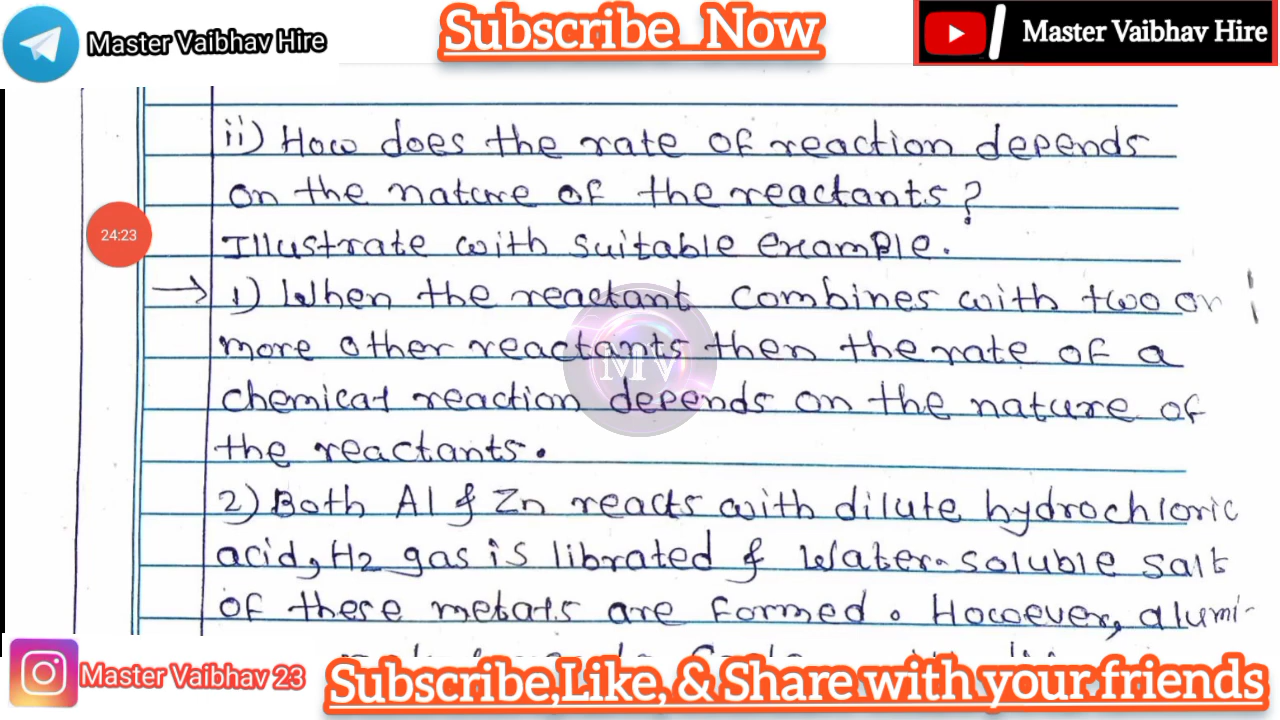 Master Vaibhav Hire
Subscribe Now
Master Vaibhav Hire
ii) How does the rate of reaction depends
on the nature of the reactants?
24:23
Illustrate with suitable example.
→ 1) When the reactant combines with two or
more other reactants then the rate of a
MV
chemical reaction depends on the nature of
the reactants.
2) Both Al & Zn reacts with dilute hydrochloric
acid, H2 gas is librated & water-soluble salt
of these metals are formed. However, alumi-
Master Vaibhav 23
Subscribe,Like, & Share with your friends